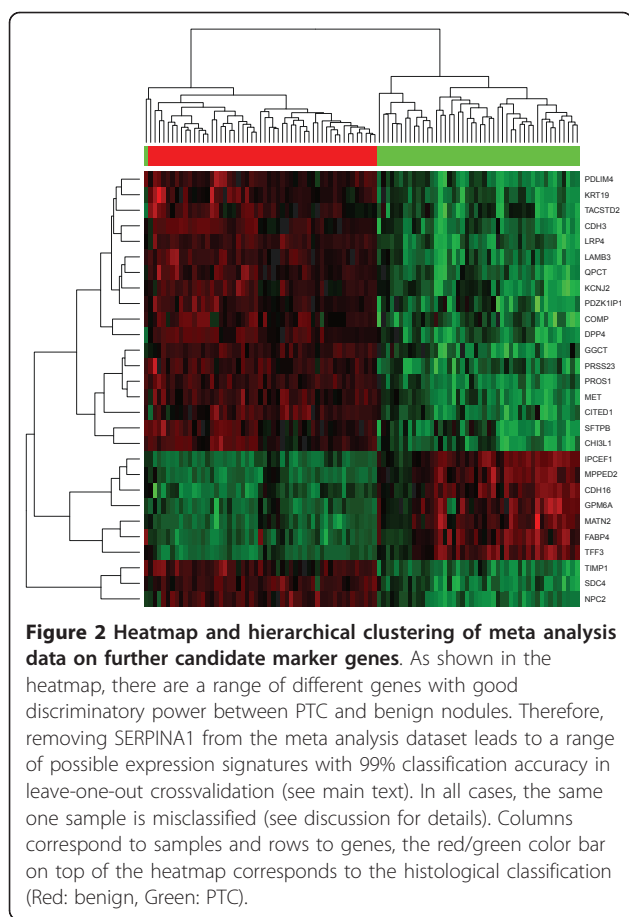 PDLIM4
KRT19
TACSTD2
CDH3
LRP4
LAMB3
QPCT
KCNJ2
PDZK1IP1
COMP
DPP4
GGCT
PRSS23
PROS1
MET
CITED1
SFTPB
CHI3L1
IPCEF1
MPPED2
CDH16
GPM6A
MATN2
FABP4
TFF3
TIMP1
SDC4
NPC2
Figure 2 Heatmap and hierarchical clustering of meta analysis
data on further candidate marker genes. As shown in the
heatmap, there are a range of different genes with good
discriminatory power between PTC and benign nodules. Therefore,
removing SERPINA1 from the meta analysis dataset leads to a range
of possible expression signatures with 99% classification accuracy in
leave-one-out crossvalidation (see main text). In all cases, the same
one sample is misclassified (see discussion for details). Columns
correspond to samples and rows to genes, the red/green color bar
on top of the heatmap corresponds to the histological classification
(Red: benign, Green: PTC).